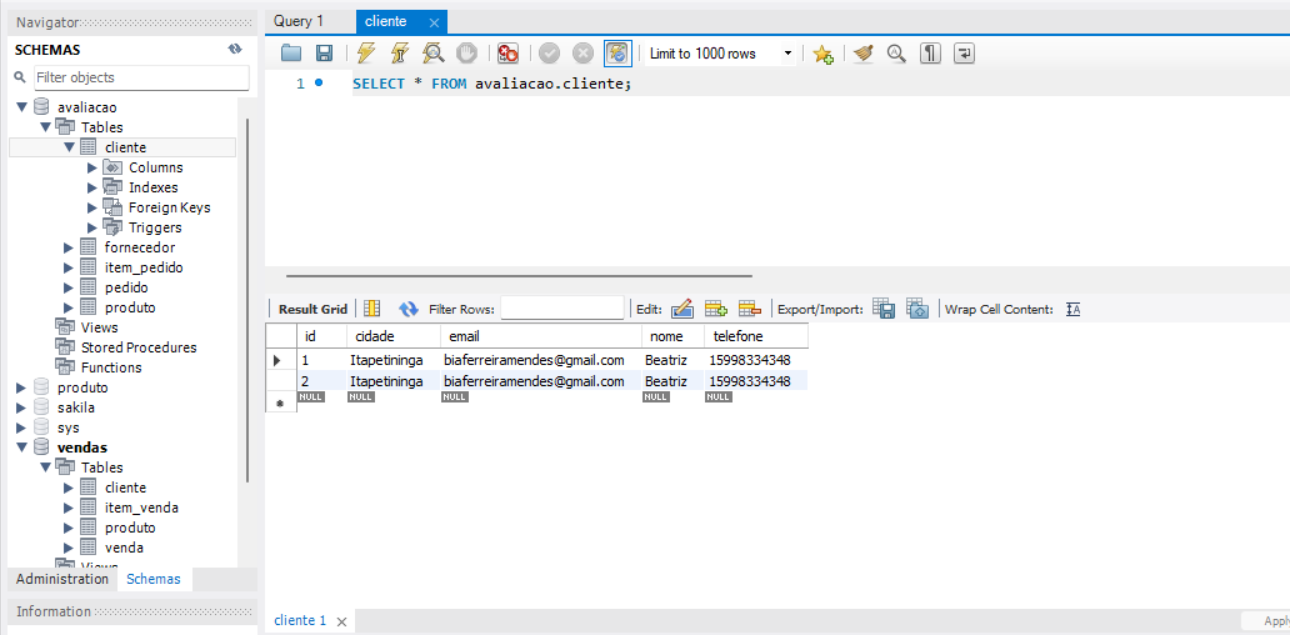 Navigator
SCHEMAS
Filter objects
avaliacao
Tables
cliente
Columns
Indexes
Foreign Keys
Triggers
fornecedor
item_pedido
pedido
produto
Views
Stored Procedures
Functions
produto
sakila
sys
vendas
Tables
cliente
item_venda
produto
venda
Views
Administration Schemas
Information
Query 1 cliente
Limit to 1000 rows
1 SELECT * FROM avaliacao.cliente;
Result Grid Filter Rows: Edit: Export/Import: Wrap Cell Content:
id cidade email nome telefone
1 Itapetininga biaferreiramendes@gmail.com Beatriz 15998334348
2 Itapetininga biaferreiramendes@gmail.com Beatriz 15998334348
NULL NULL NULL NULL NULL
cliente 1
Apply